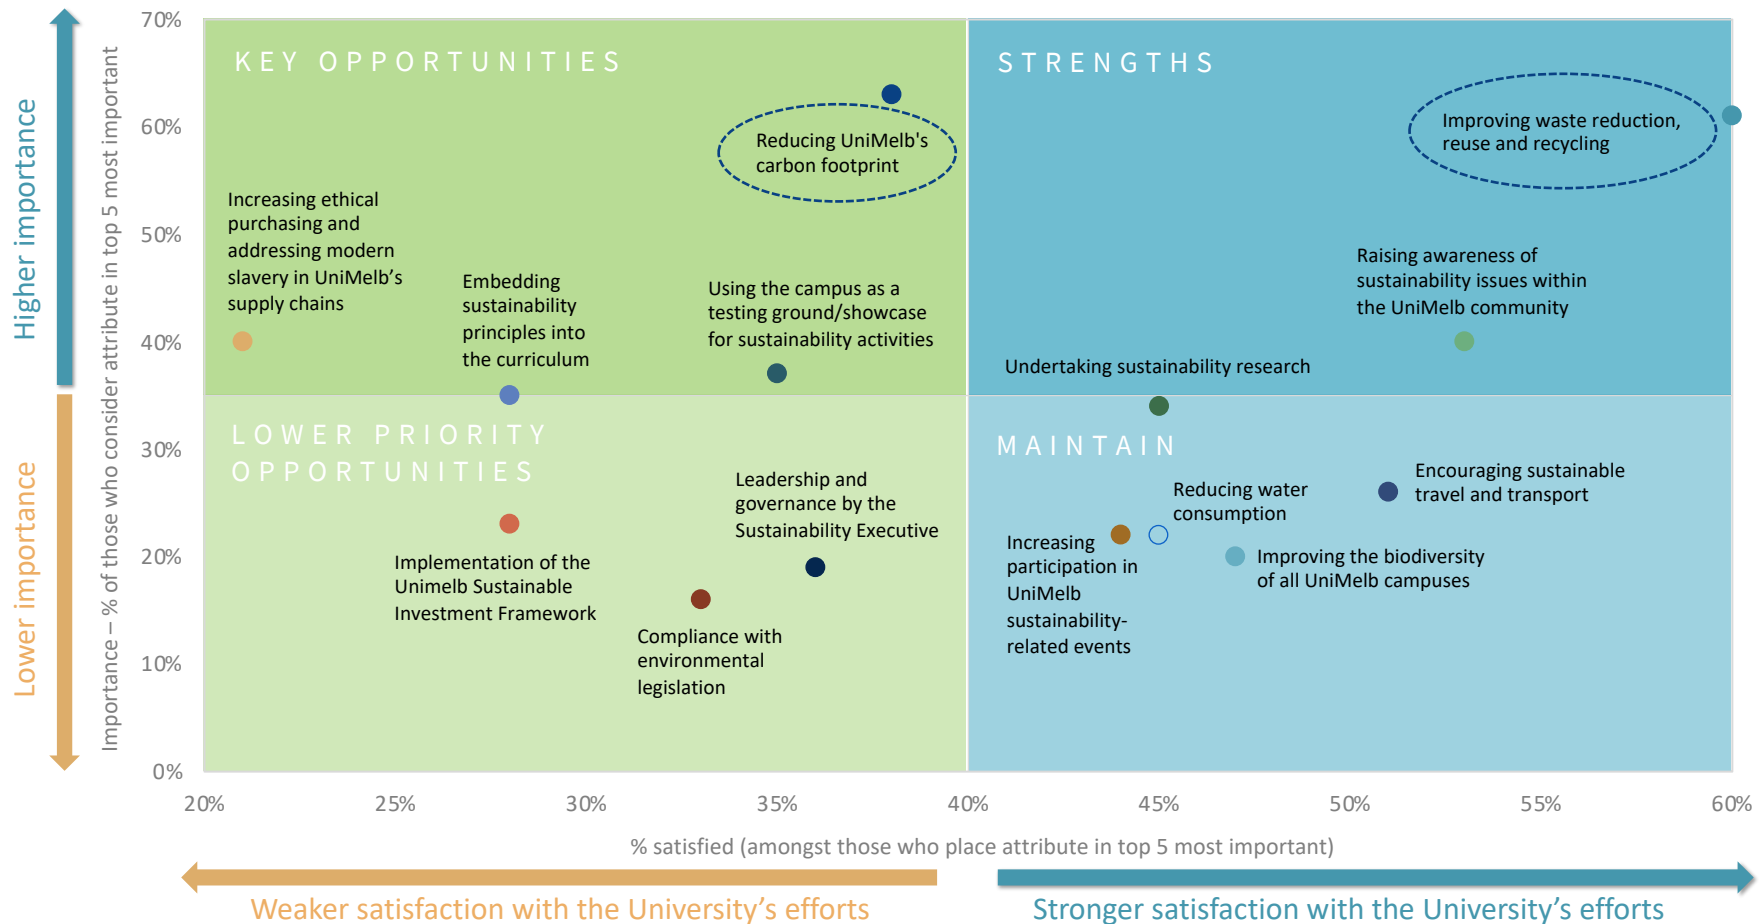 Higher importance
Lower importance
Importance – % of those who consider attribute in top 5 most important
70%
60%
50%
40%
30%
20%
10%
0%
KEY OPPORTUNITIES
STRENGTHS
Reducing UniMelb's
carbon footprint
Improving waste reduction,
reuse and recycling
Increasing ethical
purchasing and
addressing modern
slavery in UniMelb’s
supply chains
Embedding
sustainability
principles into
the curriculum
Using the campus as a
testing ground/showcase
for sustainability activities
Raising awareness of
sustainability issues within
the UniMelb community
Undertaking sustainability research
LOWER PRIORITY
OPPORTUNITIES
MAINTAIN
Implementation of the
Unimelb Sustainable
Investment Framework
Leadership and
governance by the
Sustainability Executive
Compliance with
environmental
legislation
Increasing
participation in
UniMelb
sustainability-
related events
Reducing water
consumption
Encouraging sustainable
travel and transport
Improving the biodiversity
of all UniMelb campuses
20%
25%
30%
35%
40%
45%
50%
55%
60%
% satisfied (amongst those who place attribute in top 5 most important)
Weaker satisfaction with the University’s efforts
Stronger satisfaction with the University’s efforts